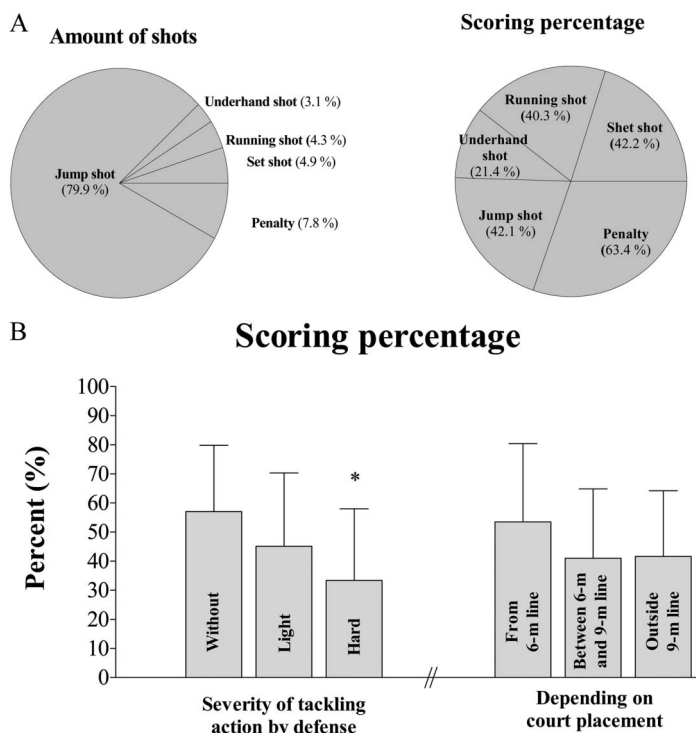 A
Amount of shots
Underhand shot (3.1 %)
Running shot (4.3 %)
Set shot (4.9 %)
Jump shot
(79.9 %)
Penalty (7.8 %)
Scoring percentage
Running shot
(40.3 %)
Shet shot
(42.2 %)
Underhand
shot
(21.4 %)
Jump shot
(42.1 %)
Penalty
(63.4 %)
B
Scoring percentage
Percent (%)
100
90
80
70
60
50
40
30
20
10
0
*
Without
Light
Hard
From
6-m line
Between 6-m
and 9-m line
Outside
9-m line
//
Severity of tackling
action by defense
Depending on
court placement